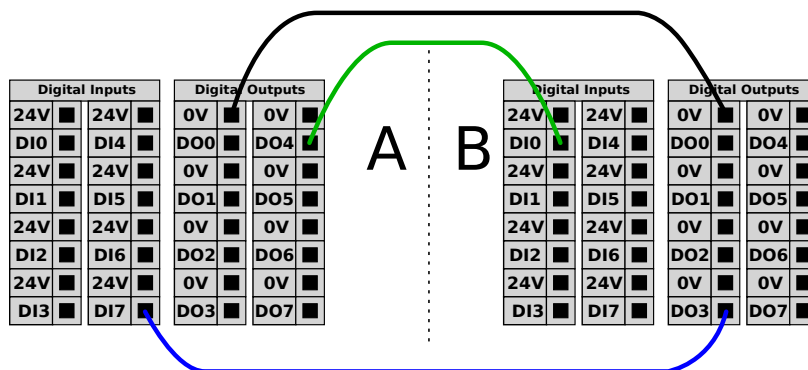 Digital Inputs Digital Outputs Digital Inputs Digital Outputs
24V 24V 0V 0V 24V 24V 0V 0V
DI0 DI4 DO0 DO4 A B DI0 DI4 DO0 DO4
24V 24V 0V 0V 24V 24V 0V 0V
DI1 DI5 DO1 DO5 DI1 DI5 DO1 DO5
24V 24V 0V 0V 24V 24V 0V 0V
DI2 DI6 DO2 DO6 DI2 DI6 DO2 DO6
24V 24V 0V 0V 24V 24V 0V 0V
DI3 DI7 DO3 DO7 DI3 DI7 DO3 DO7